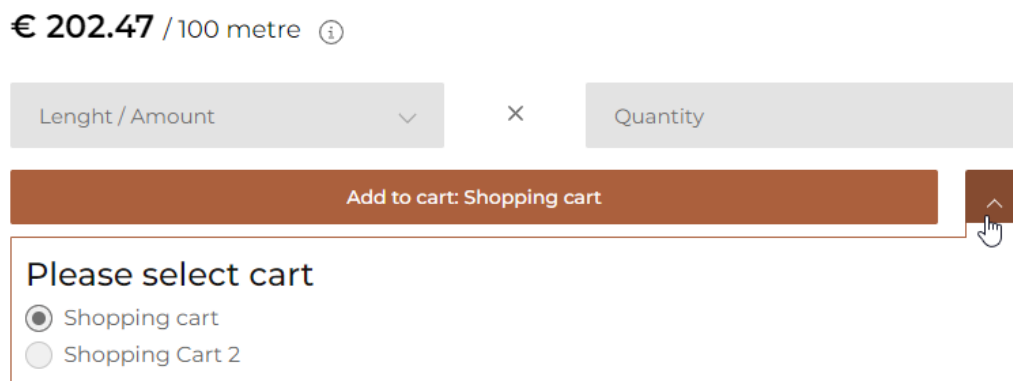 € 202.47 / 100 metre
Lenght / Amount × Quantity
Add to cart: Shopping cart
Please select cart
Shopping cart
Shopping Cart 2